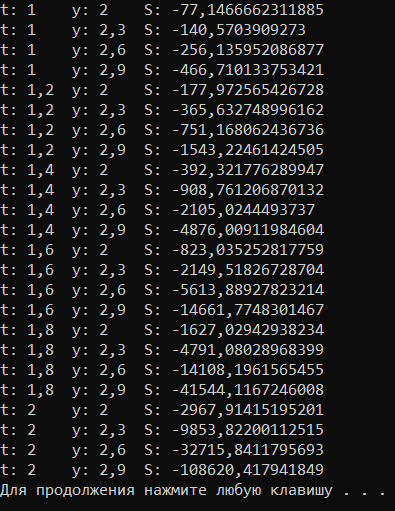 t: 1    y: 2    S: -77,1466662311885
t: 1    y: 2,3  S: -140,5703909273
t: 1    y: 2,6  S: -256,135952086877
t: 1    y: 2,9  S: -466,710133753421
t: 1,2  y: 2    S: -177,972565426728
t: 1,2  y: 2,3  S: -365,632748996162
t: 1,2  y: 2,6  S: -751,168062436736
t: 1,2  y: 2,9  S: -1543,22461424505
t: 1,4  y: 2    S: -392,321776289947
t: 1,4  y: 2,3  S: -908,761206870132
t: 1,4  y: 2,6  S: -2105,0244493737
t: 1,4  y: 2,9  S: -4876,00911984604
t: 1,6  y: 2    S: -823,035252817759
t: 1,6  y: 2,3  S: -2149,51826728704
t: 1,6  y: 2,6  S: -5613,88927823214
t: 1,6  y: 2,9  S: -14661,7748301467
t: 1,8  y: 2    S: -1627,02942938234
t: 1,8  y: 2,3  S: -4791,08028968399
t: 1,8  y: 2,6  S: -14108,1961565455
t: 1,8  y: 2,9  S: -41544,1167246008
t: 2    y: 2    S: -2967,91415195201
t: 2    y: 2,3  S: -9853,82200112515
t: 2    y: 2,6  S: -32715,8411795693
t: 2    y: 2,9  S: -108620,417941849
Для продолжения нажмите любую клавишу . . .